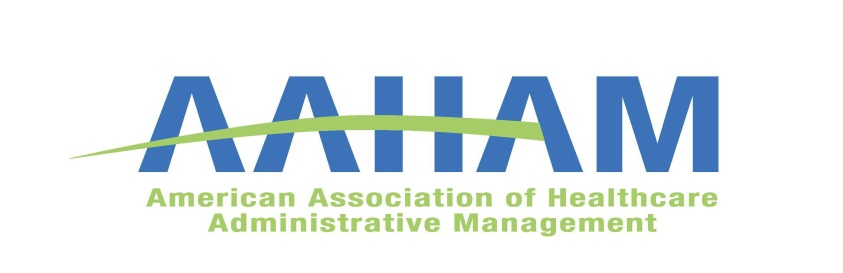 AAHAM
American Association of Healthcare
Administrative Management